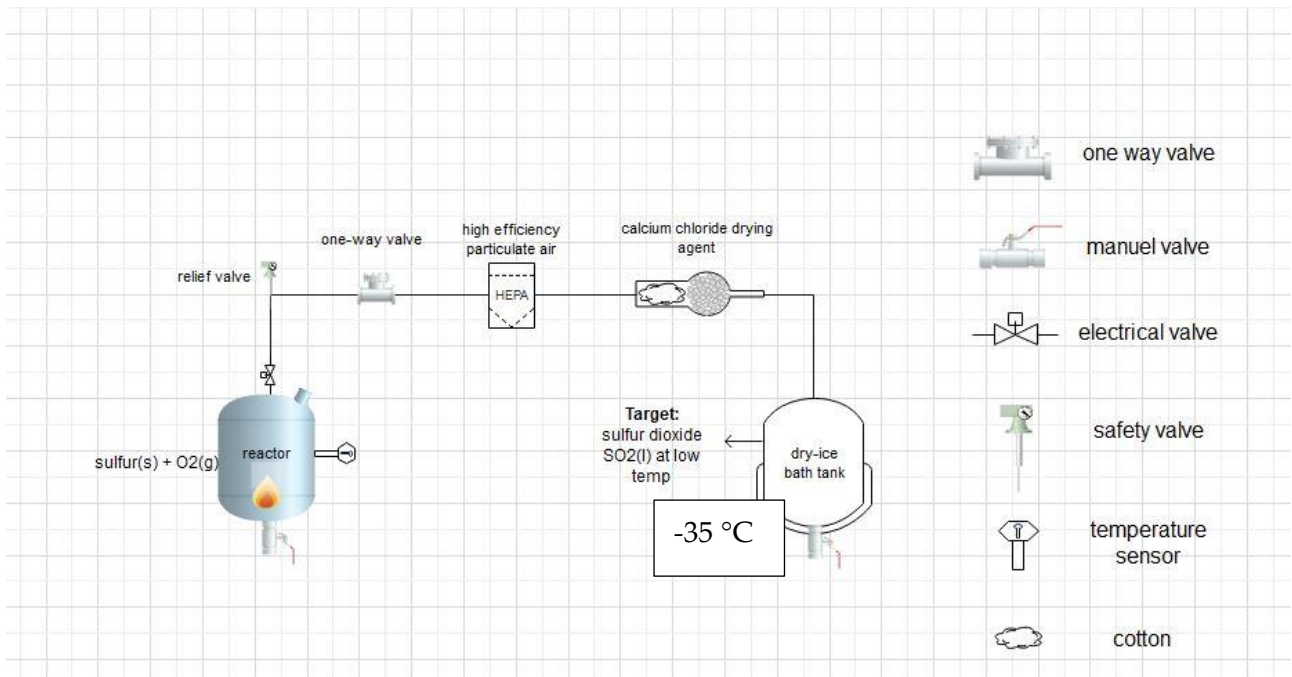 one way valve
manuel valve
electrical valve
safety valve
temperature
sensor
cotton
high efficiency
particulate air
calcium chloride drying
agent
one-way valve
relief valve
HEPA
sulfur(s) + O2(g)
reactor
Target:
sulfur dioxide
SO2(l) at low
temp
dry-ice
bath tank
-35 °C